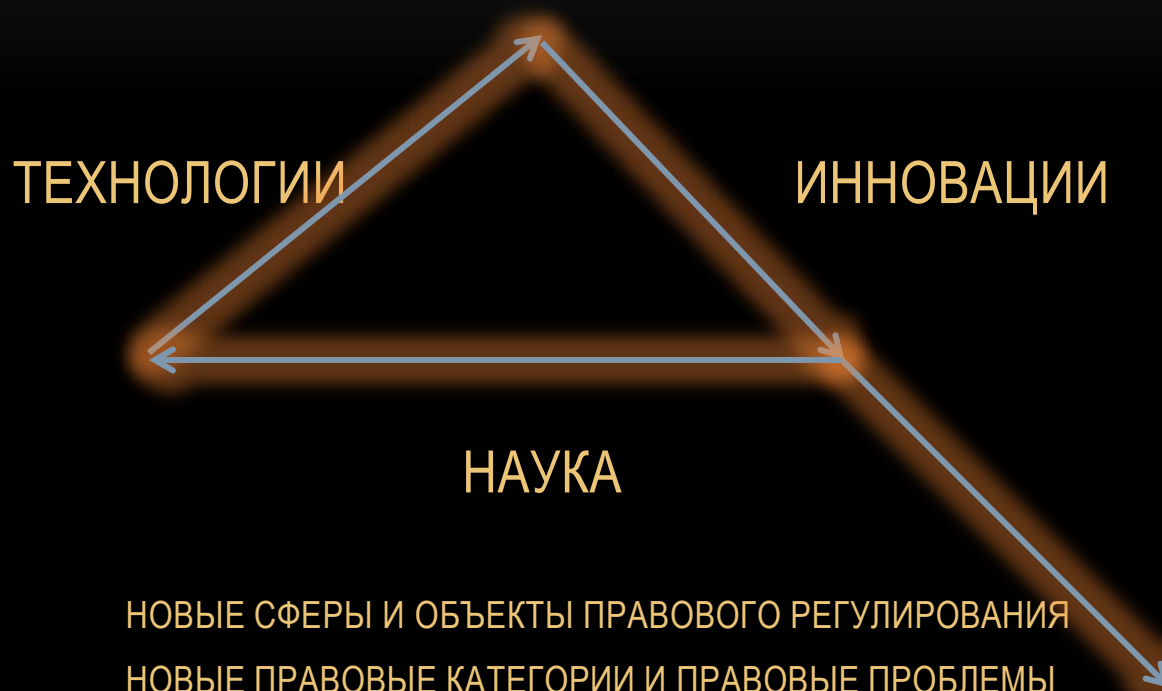 ТЕХНОЛОГИИ
ИННОВАЦИИ
НАУКА
НОВЫЕ СФЕРЫ И ОБЪЕКТЫ ПРАВОВОГО РЕГУЛИРОВАНИЯ
НОВЫЕ ПРАВОВЫЕ КАТЕГОРИИ И ПРАВОВЫЕ ПРОБЛЕМЫ